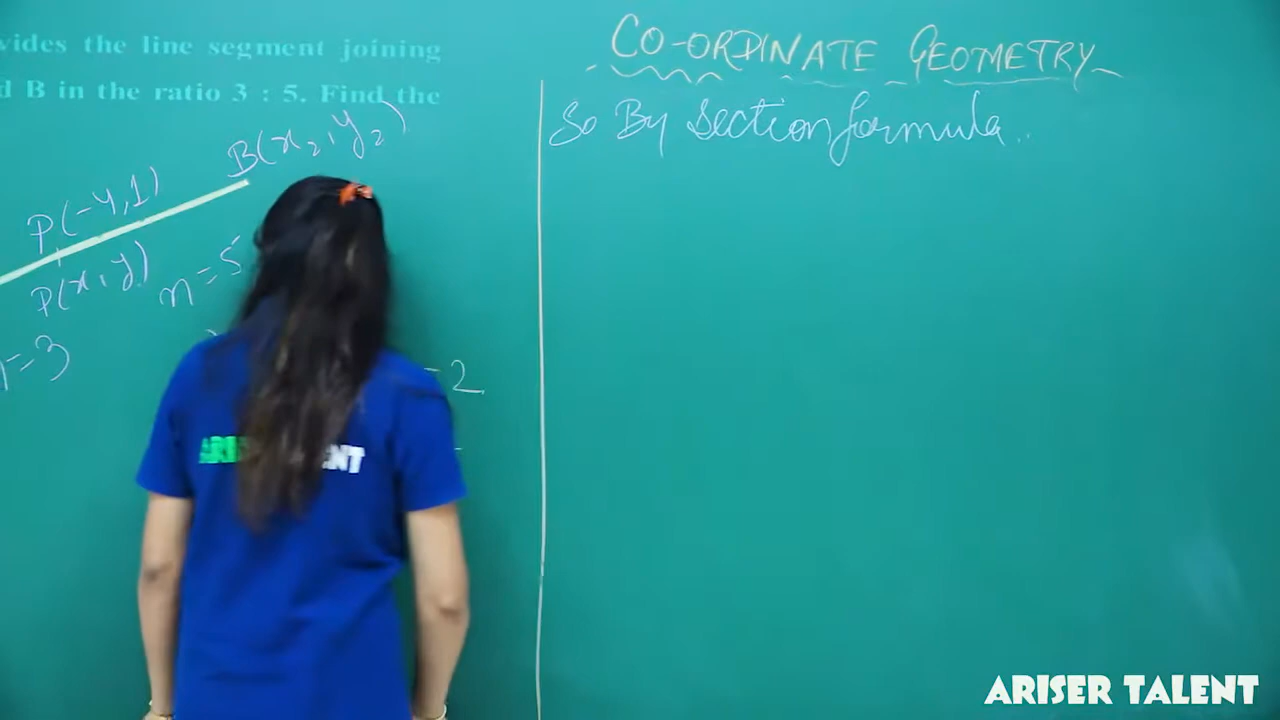 vides the line segment joining
d B in the ratio 3 : 5. Find the
B(x₂,y₂)
P(-4,1)
P(x,y)
n=5
=3
-2
CO-ORDINATE GEOMETRY
So By Section formula..
ARISER TALENT